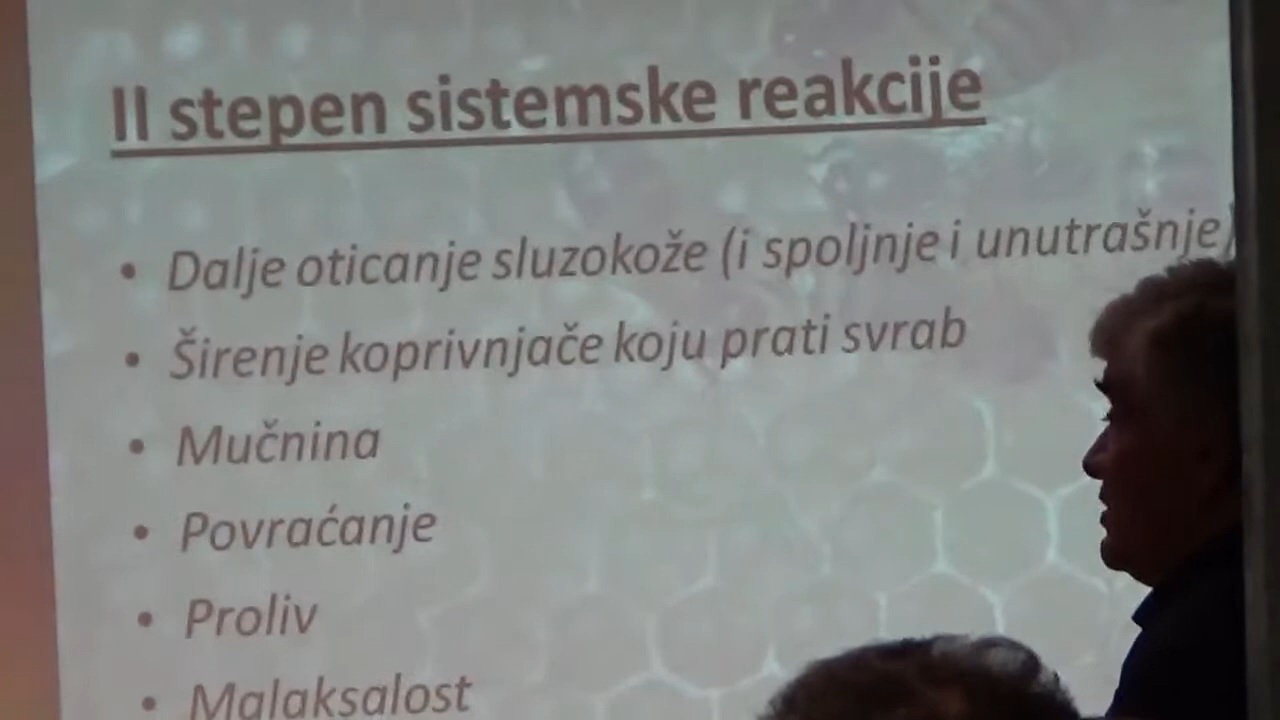 II stepen sistemske reakcije
• Dalje oticanje sluzokože (i spoljnje i unutrašnje)
• Širenje koprivnjače koju prati svrab
• Mučnina
• Povraćanje
• Proliv
• Malaksalost